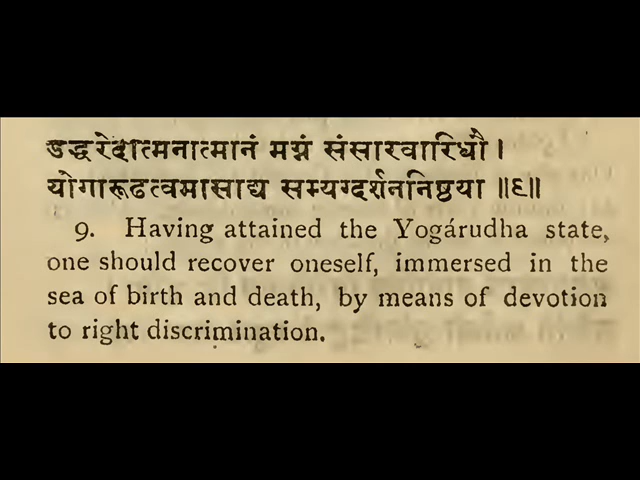 उद्धरेदात्मनात्मानं मग्नं संसारवारिधौ ।
योगारूढत्वमासाद्य सम्यग्दर्शननिष्ठया ॥९॥
9. Having attained the Yogárudha state,
one should recover oneself, immersed in the
sea of birth and death, by means of devotion
to right discrimination.